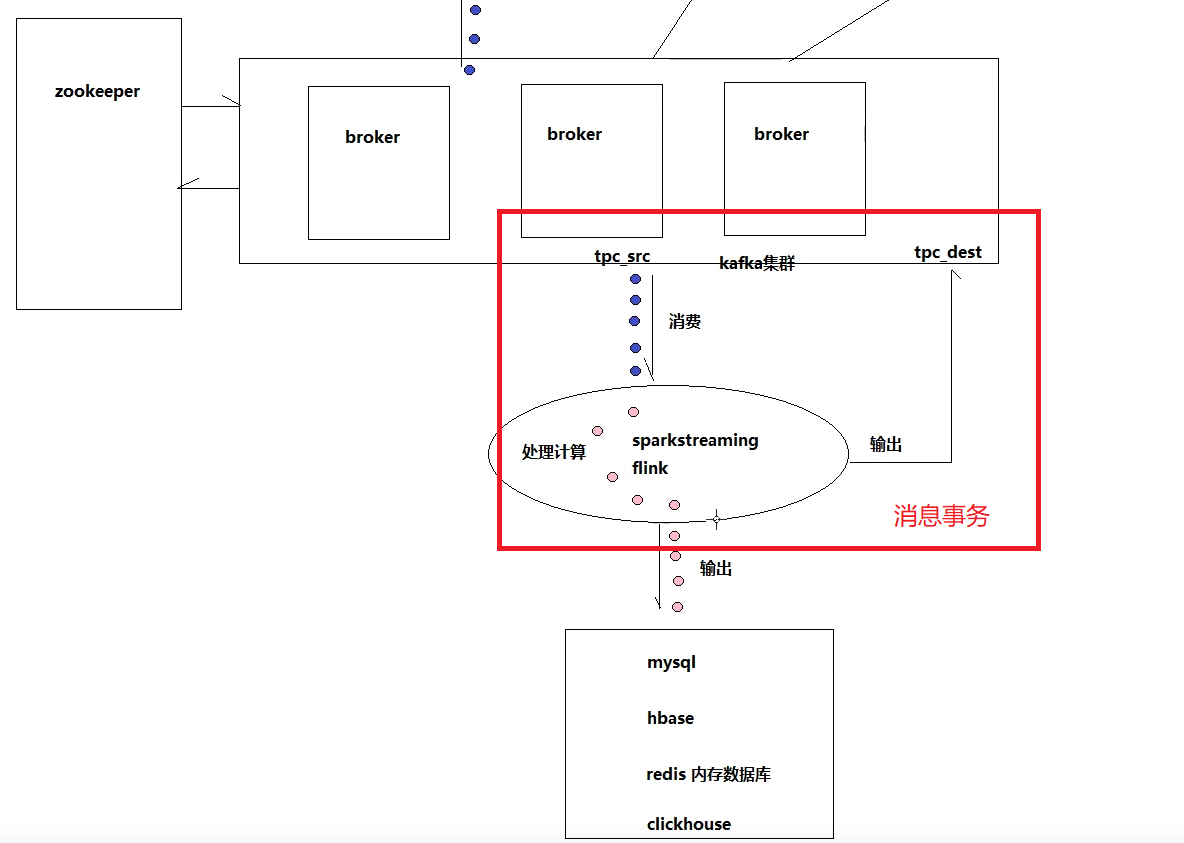 zookeeper
broker
broker
broker
tpc_src
kafka集群
tpc_dest
消费
处理计算
sparkstreaming
flink
输出
消息事务
输出
mysql
hbase
redis 内存数据库
clickhouse